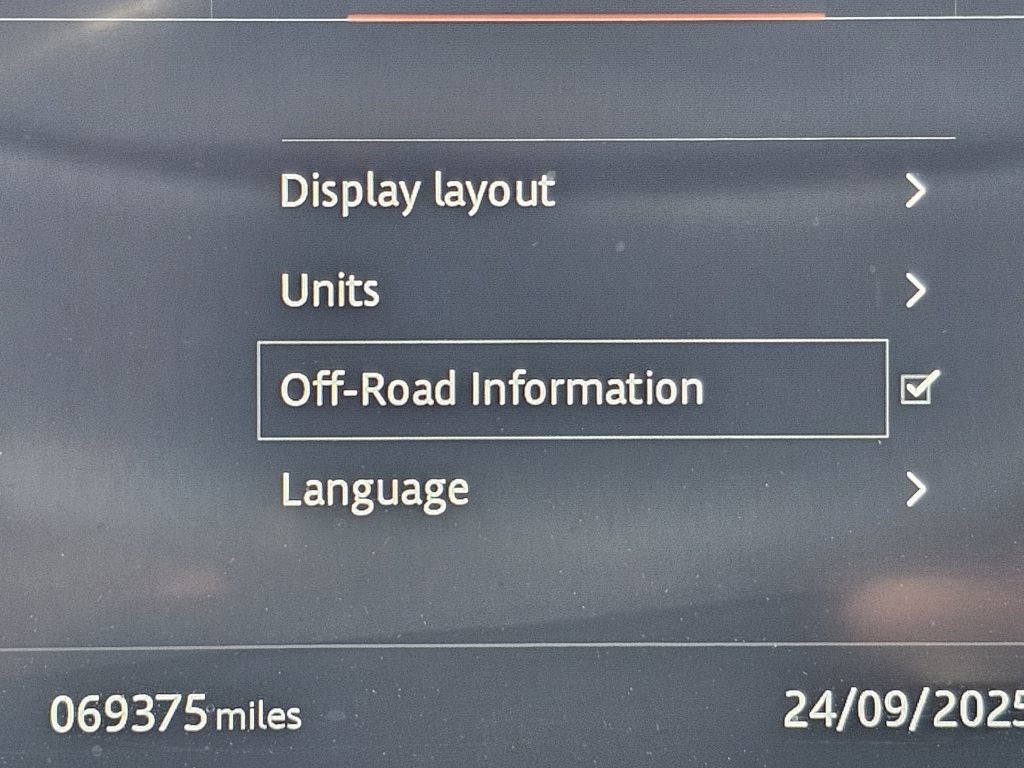 Display layout
Units
Off-Road Information
Language
069375 miles 24/09/2025